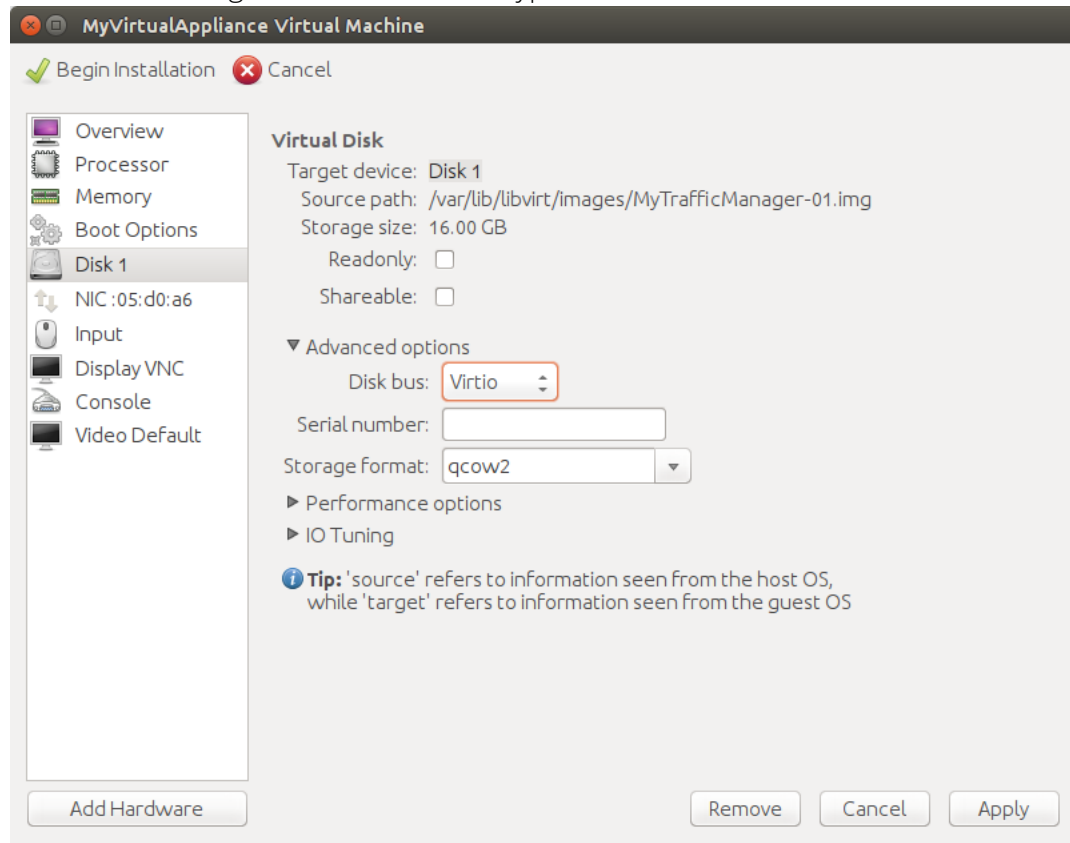 MyVirtualAppliance Virtual Machine
Begin Installation Cancel
Overview
Processor
Memory
Boot Options
Disk 1
NIC :05:d0:a6
Input
Display VNC
Console
Video Default
Add Hardware
Virtual Disk
Target device: Disk 1
Source path: /var/lib/libvirt/images/MyTrafficManager-01.img
Storage size: 16.00 GB
Readonly:
Shareable:
Advanced options
Disk bus: Virtio
Serial number:
Storage format: qcow2
Performance options
IO Tuning
Tip: 'source' refers to information seen from the host OS,
while 'target' refers to information seen from the guest OS
Remove Cancel Apply